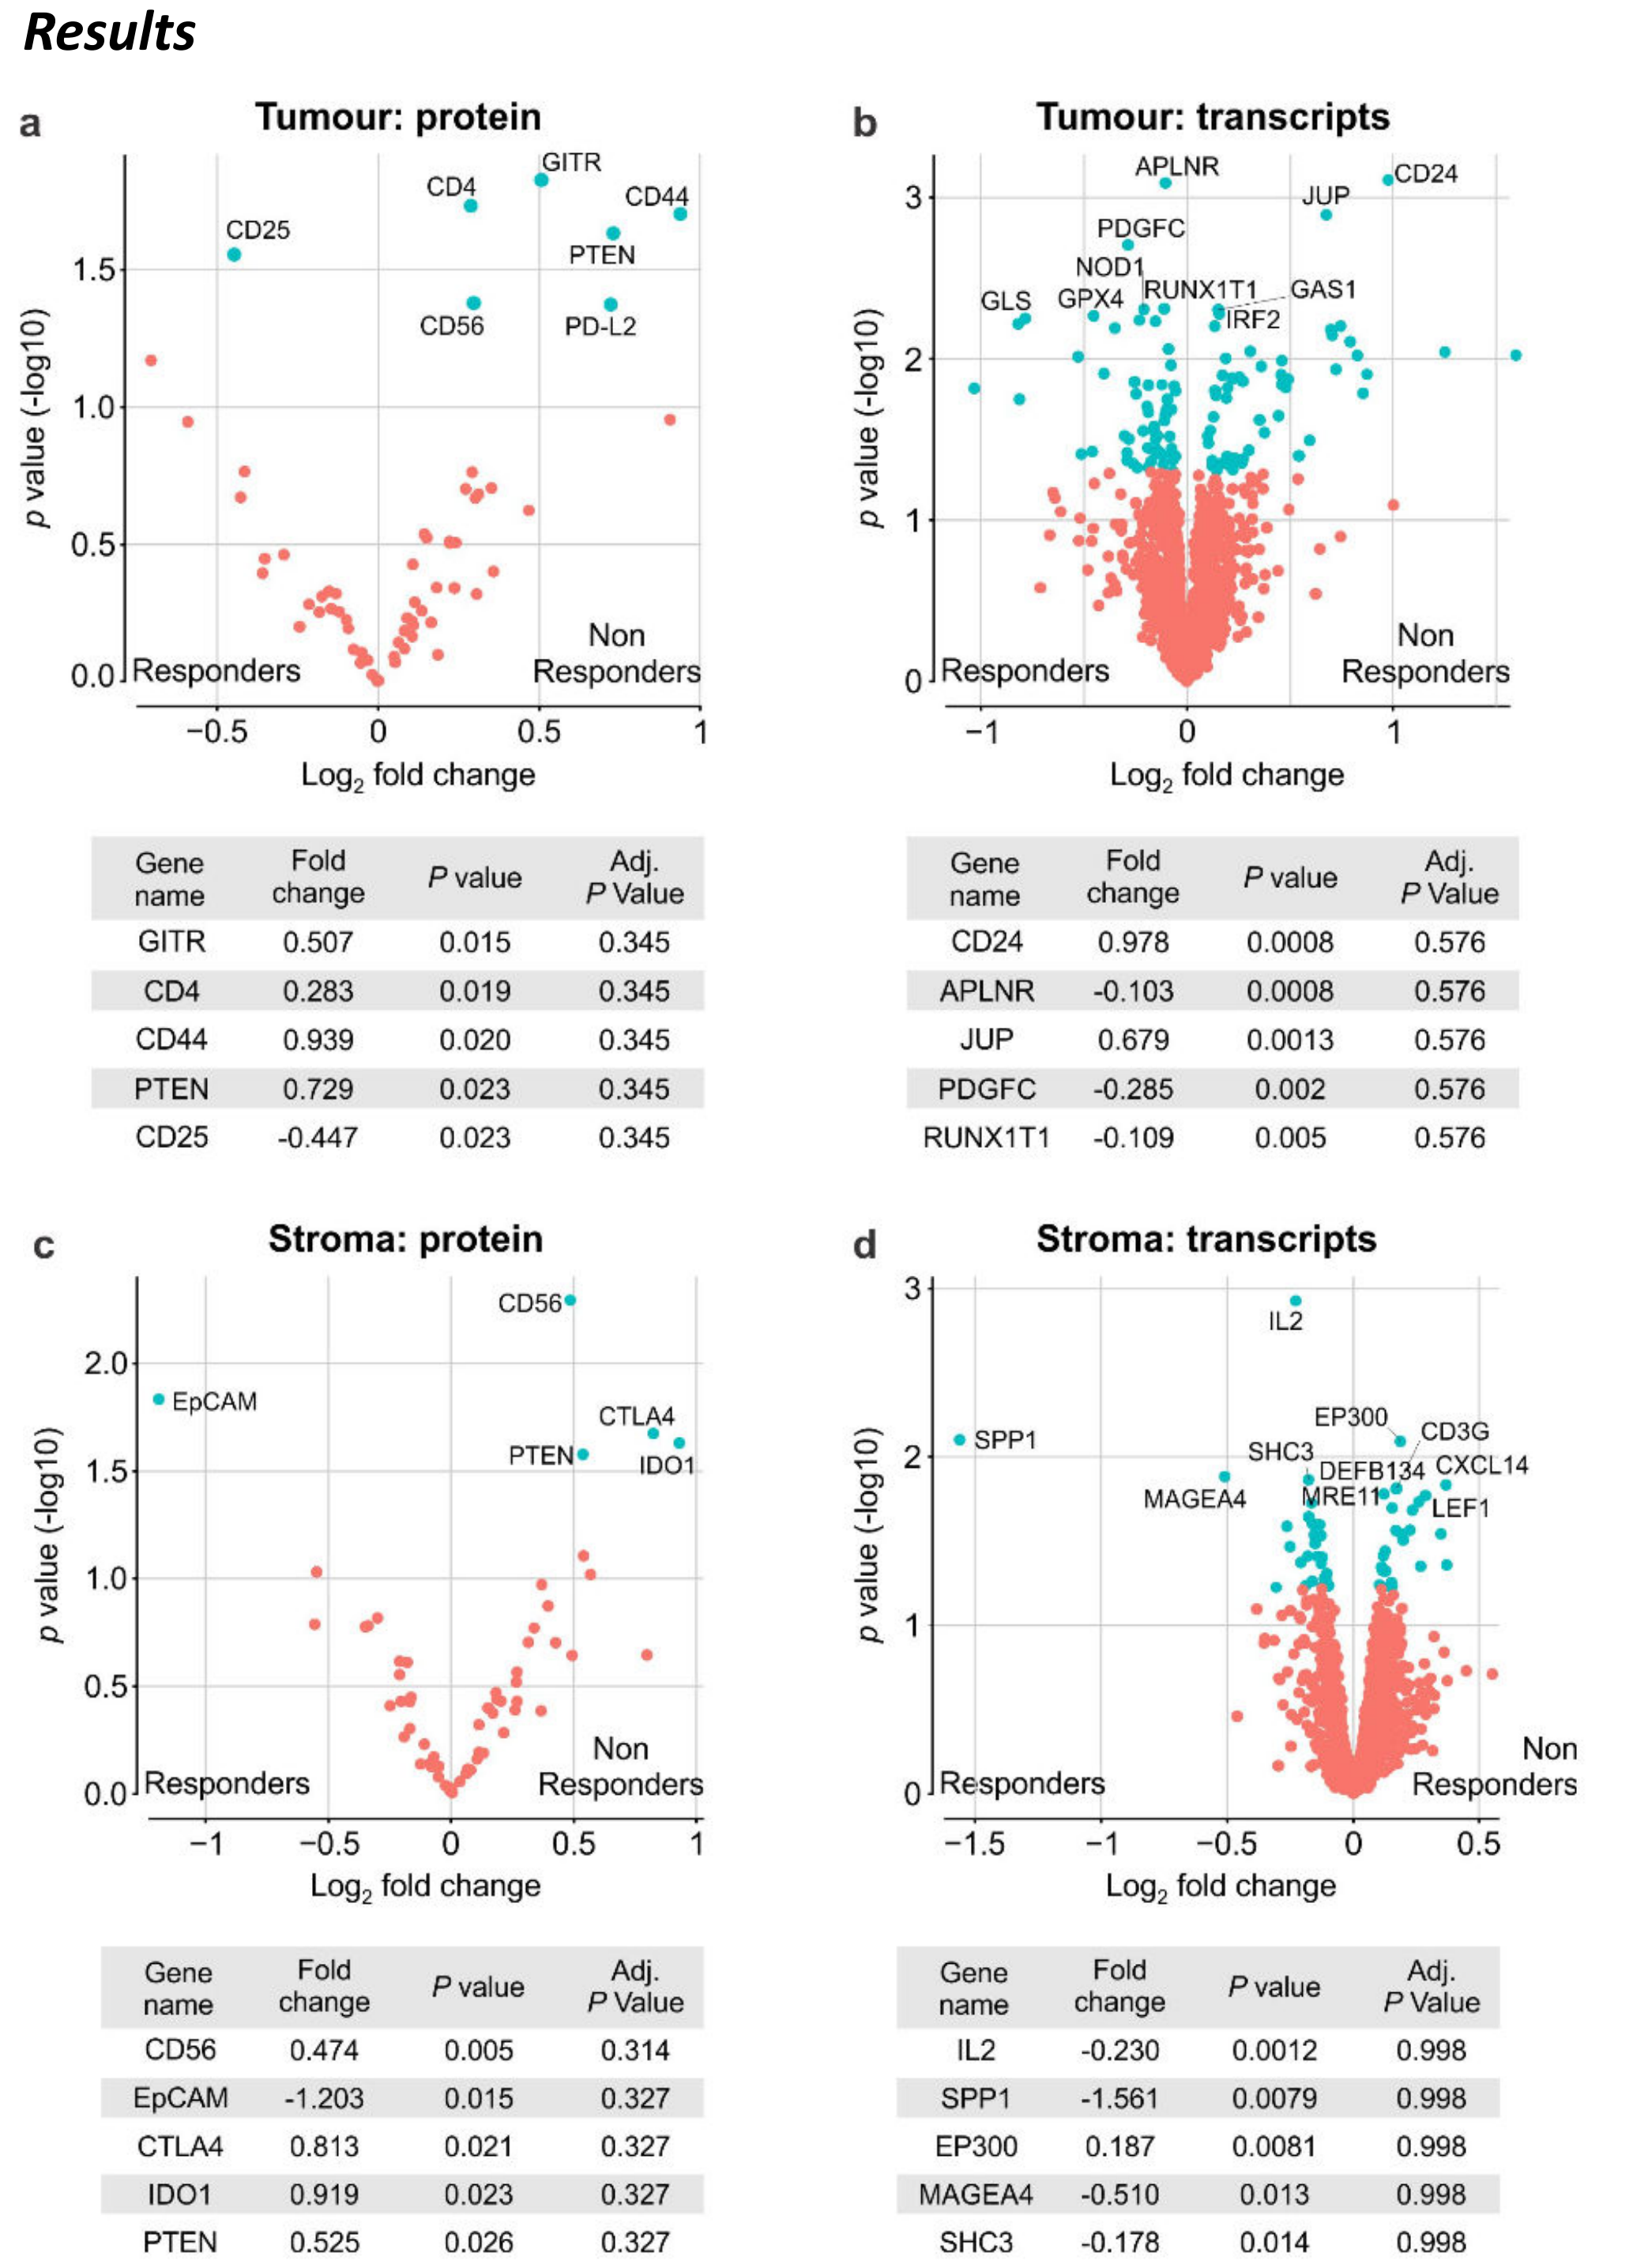 Results
a
Tumour: protein
GITR
CD4
CD44
CD25
PTEN
CD56
PD-L2
1.5
1.0
0.5
0.0
p value (-log10)
Non
Responders
Responders
−0.5 0 0.5 1
Log2 fold change
Gene name Fold change P value Adj. P Value
GITR 0.507 0.015 0.345
CD4 0.283 0.019 0.345
CD44 0.939 0.020 0.345
PTEN 0.729 0.023 0.345
CD25 -0.447 0.023 0.345
b
Tumour: transcripts
APLNR
CD24
JUP
PDGFC
NOD1
GLS
GPX4
RUNX1T1
GAS1
IRF2
3
2
1
0
p value (-log10)
Non
Responders
Responders
−1 0 1
Log2 fold change
Gene name Fold change P value Adj. P Value
CD24 0.978 0.0008 0.576
APLNR -0.103 0.0008 0.576
JUP 0.679 0.0013 0.576
PDGFC -0.285 0.002 0.576
RUNX1T1 -0.109 0.005 0.576
c
Stroma: protein
CD56
EpCAM
CTLA4
PTEN
IDO1
2.0
1.5
1.0
0.5
0.0
p value (-log10)
Non
Responders
Responders
−1 −0.5 0 0.5 1
Log2 fold change
Gene name Fold change P value Adj. P Value
CD56 0.474 0.005 0.314
EpCAM -1.203 0.015 0.327
CTLA4 0.813 0.021 0.327
IDO1 0.919 0.023 0.327
PTEN 0.525 0.026 0.327
d
Stroma: transcripts
IL2
EP300
CD3G
SPP1
SHC3
DEFB134
CXCL14
MAGEA4
MRE11
LEF1
3
2
1
0
p value (-log10)
Non
Responders
Responders
−1.5 −1 −0.5 0 0.5
Log2 fold change
Gene name Fold change P value Adj. P Value
IL2 -0.230 0.0012 0.998
SPP1 -1.561 0.0079 0.998
EP300 0.187 0.0081 0.998
MAGEA4 -0.510 0.013 0.998
SHC3 -0.178 0.014 0.998